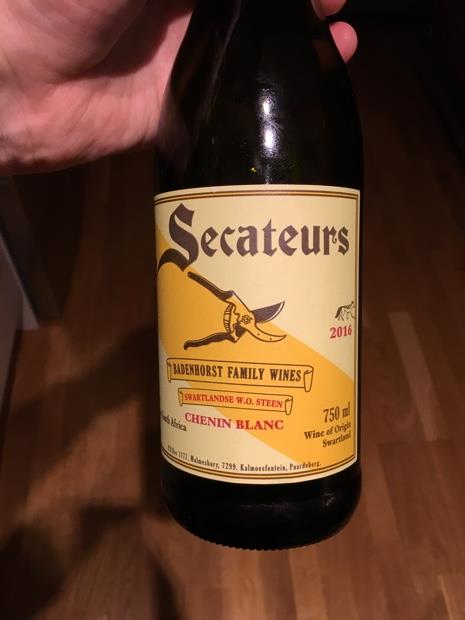 Secateurs
2016
BADENHORST FAMILY WINES
SWARTLANDSE W.O. STEEN
CHENIN BLANC
South Africa
750 ml
Wine of Origin
Swartland
1177, Malmesbury, 7299. Kalmoesfontein, Paardeberg.